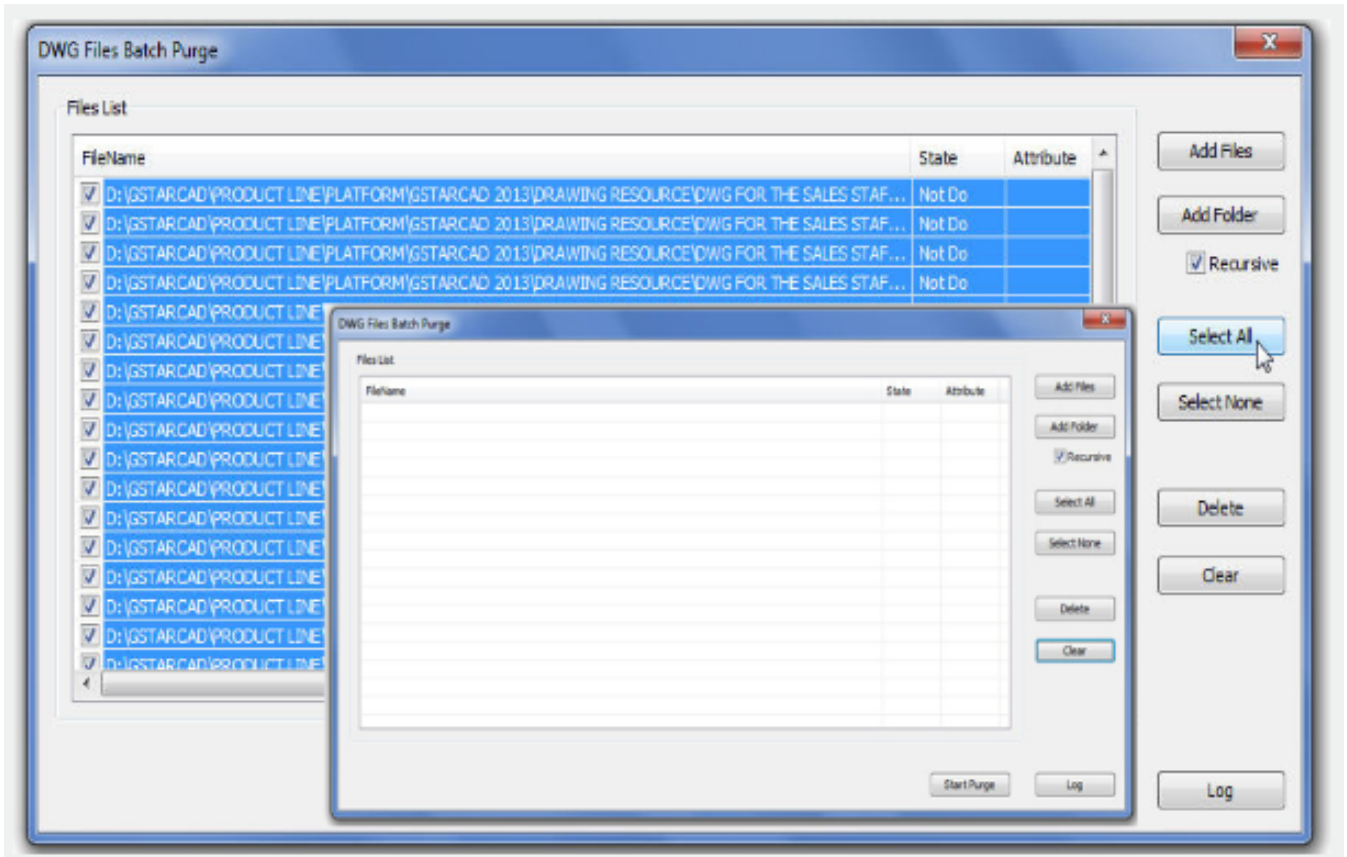 DWG Files Batch Purge
X
Files List
FileName State Attribute
D:\GSTARCAD\PRODUCT LINE\PLATFORM\GSTARCAD 2013\DRAWING RESOURCE\DWG FOR THE SALES STAF... Not Do
D:\GSTARCAD\PRODUCT LINE\PLATFORM\GSTARCAD 2013\DRAWING RESOURCE\DWG FOR THE SALES STAF... Not Do
D:\GSTARCAD\PRODUCT LINE\PLATFORM\GSTARCAD 2013\DRAWING RESOURCE\DWG FOR THE SALES STAF... Not Do
D:\GSTARCAD\PRODUCT LINE\PLATFORM\GSTARCAD 2013\DRAWING RESOURCE\DWG FOR THE SALES STAF... Not Do
D:\GSTARCAD\PRODUCT LINE\
D:\GSTARCAD\PRODUCT LINE\
D:\GSTARCAD\PRODUCT LINE\
D:\GSTARCAD\PRODUCT LINE\
D:\GSTARCAD\PRODUCT LINE\
D:\GSTARCAD\PRODUCT LINE\
D:\GSTARCAD\PRODUCT LINE\
D:\GSTARCAD\PRODUCT LINE\
D:\GSTARCAD\PRODUCT LINE\
D:\GSTARCAD\PRODUCT LINE\
D:\GSTARCAD\PRODUCT LINE\
D:\GSTARCAD\PRODUCT LINE\
D:\GSTARCAD\PRODUCT LINE\
Add Files
Add Folder
Recursive
Select All
Select None
Delete
Clear
Log
DWG Files Batch Purge
X
Files List
FileName State Attribute
Add Files
Add Folder
Recursive
Select All
Select None
Delete
Clear
Start Purge
Log